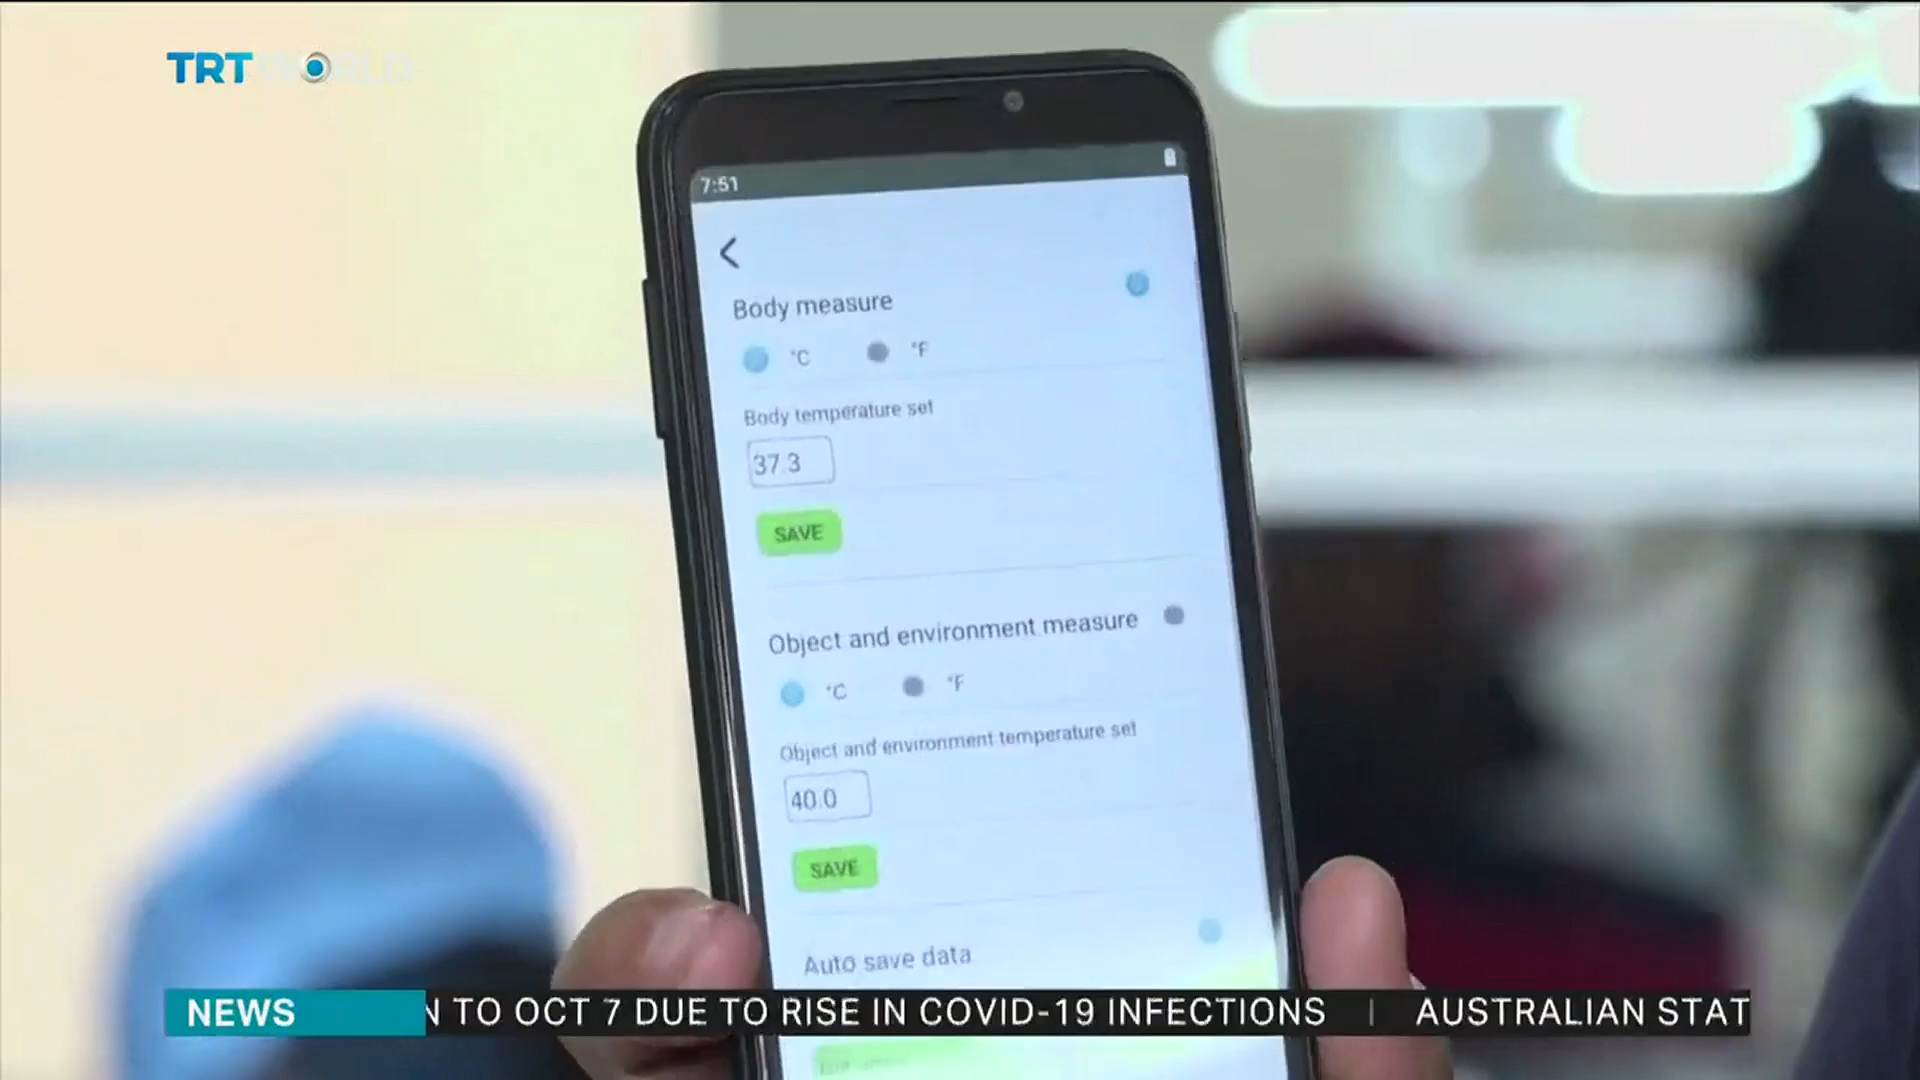 TRT WORLD
7:51
Body measure
°C °F
Body temperature set
37.3
SAVE
Object and environment measure
°C °F
Object and environment temperature set
40.0
SAVE
Auto save data
NEWS N TO OCT 7 DUE TO RISE IN COVID-19 INFECTIONS | AUSTRALIAN STAT